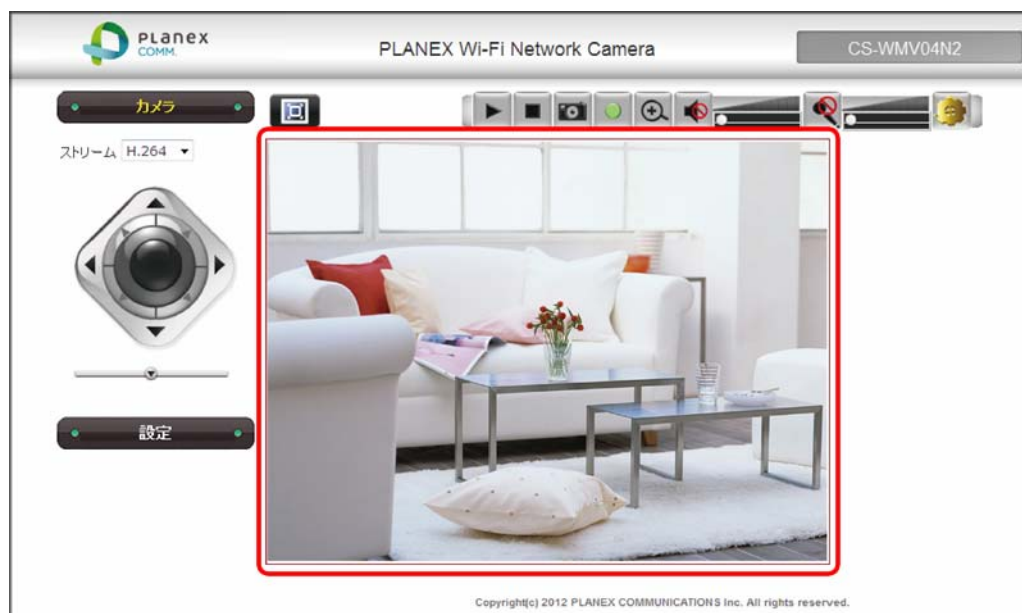 PLANEX
COMM.
PLANEX Wi-Fi Network Camera
CS-WMV04N2
カメラ
ストリーム H.264
設定
Copyright(c) 2012 PLANEX COMMUNICATIONS Inc. All rights reserved.